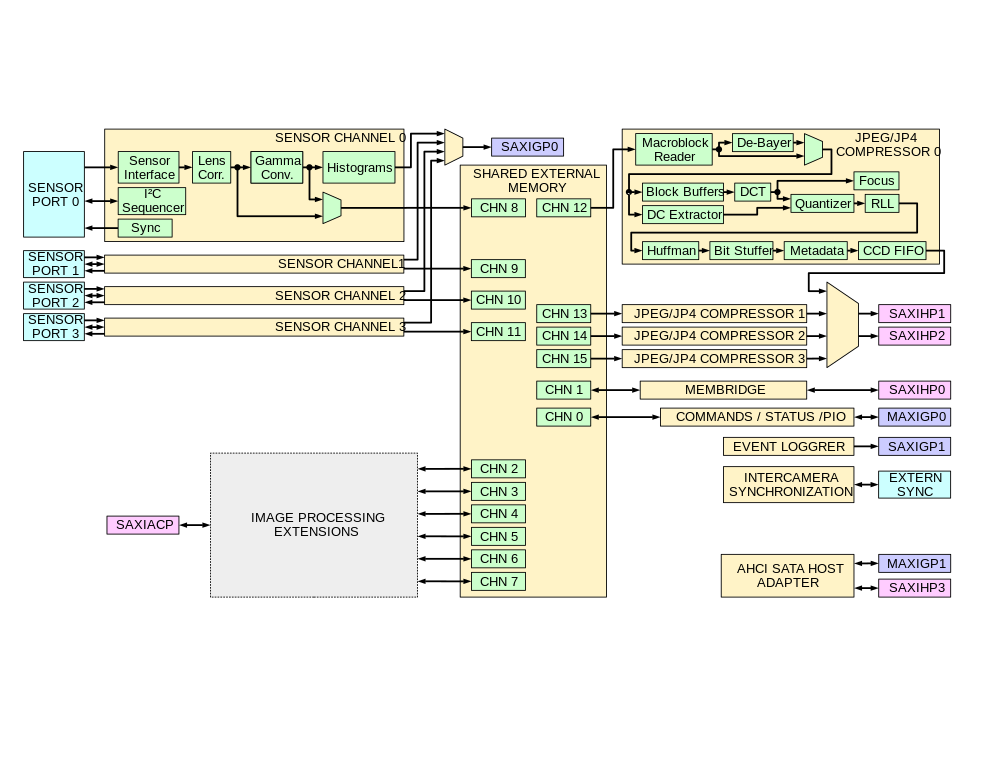 SENSOR CHANNEL 0
SENSOR
PORT 0
Sensor
Interface
Lens
Corr.
Gamma
Conv.
Histograms
I²C
Sequencer
Sync
SAXIGP0
SHARED EXTERNAL
MEMORY
CHN 8
CHN 12
JPEG/JP4
COMPRESSOR 0
Macroblock
Reader
De-Bayer
Block Buffers
DCT
Focus
DC Extractor
Quantizer
RLL
Huffman
Bit Stuffer
Metadata
CCD FIFO
SENSOR
PORT 1
SENSOR CHANNEL1
CHN 9
SENSOR
PORT 2
SENSOR CHANNEL 2
CHN 10
SENSOR
PORT 3
SENSOR CHANNEL 3
CHN 11
CHN 13
JPEG/JP4 COMPRESSOR 1
SAXIHP1
CHN 14
JPEG/JP4 COMPRESSOR 2
SAXIHP2
CHN 15
JPEG/JP4 COMPRESSOR 3
CHN 1
MEMBRIDGE
SAXIHP0
CHN 0
COMMANDS / STATUS /PIO
MAXIGP0
EVENT LOGGRER
SAXIGP1
INTERCAMERA
SYNCHRONIZATION
EXTERN
SYNC
CHN 2
CHN 3
CHN 4
CHN 5
CHN 6
CHN 7
SAXIACP
IMAGE PROCESSING
EXTENSIONS
AHCI SATA HOST
ADAPTER
MAXIGP1
SAXIHP3